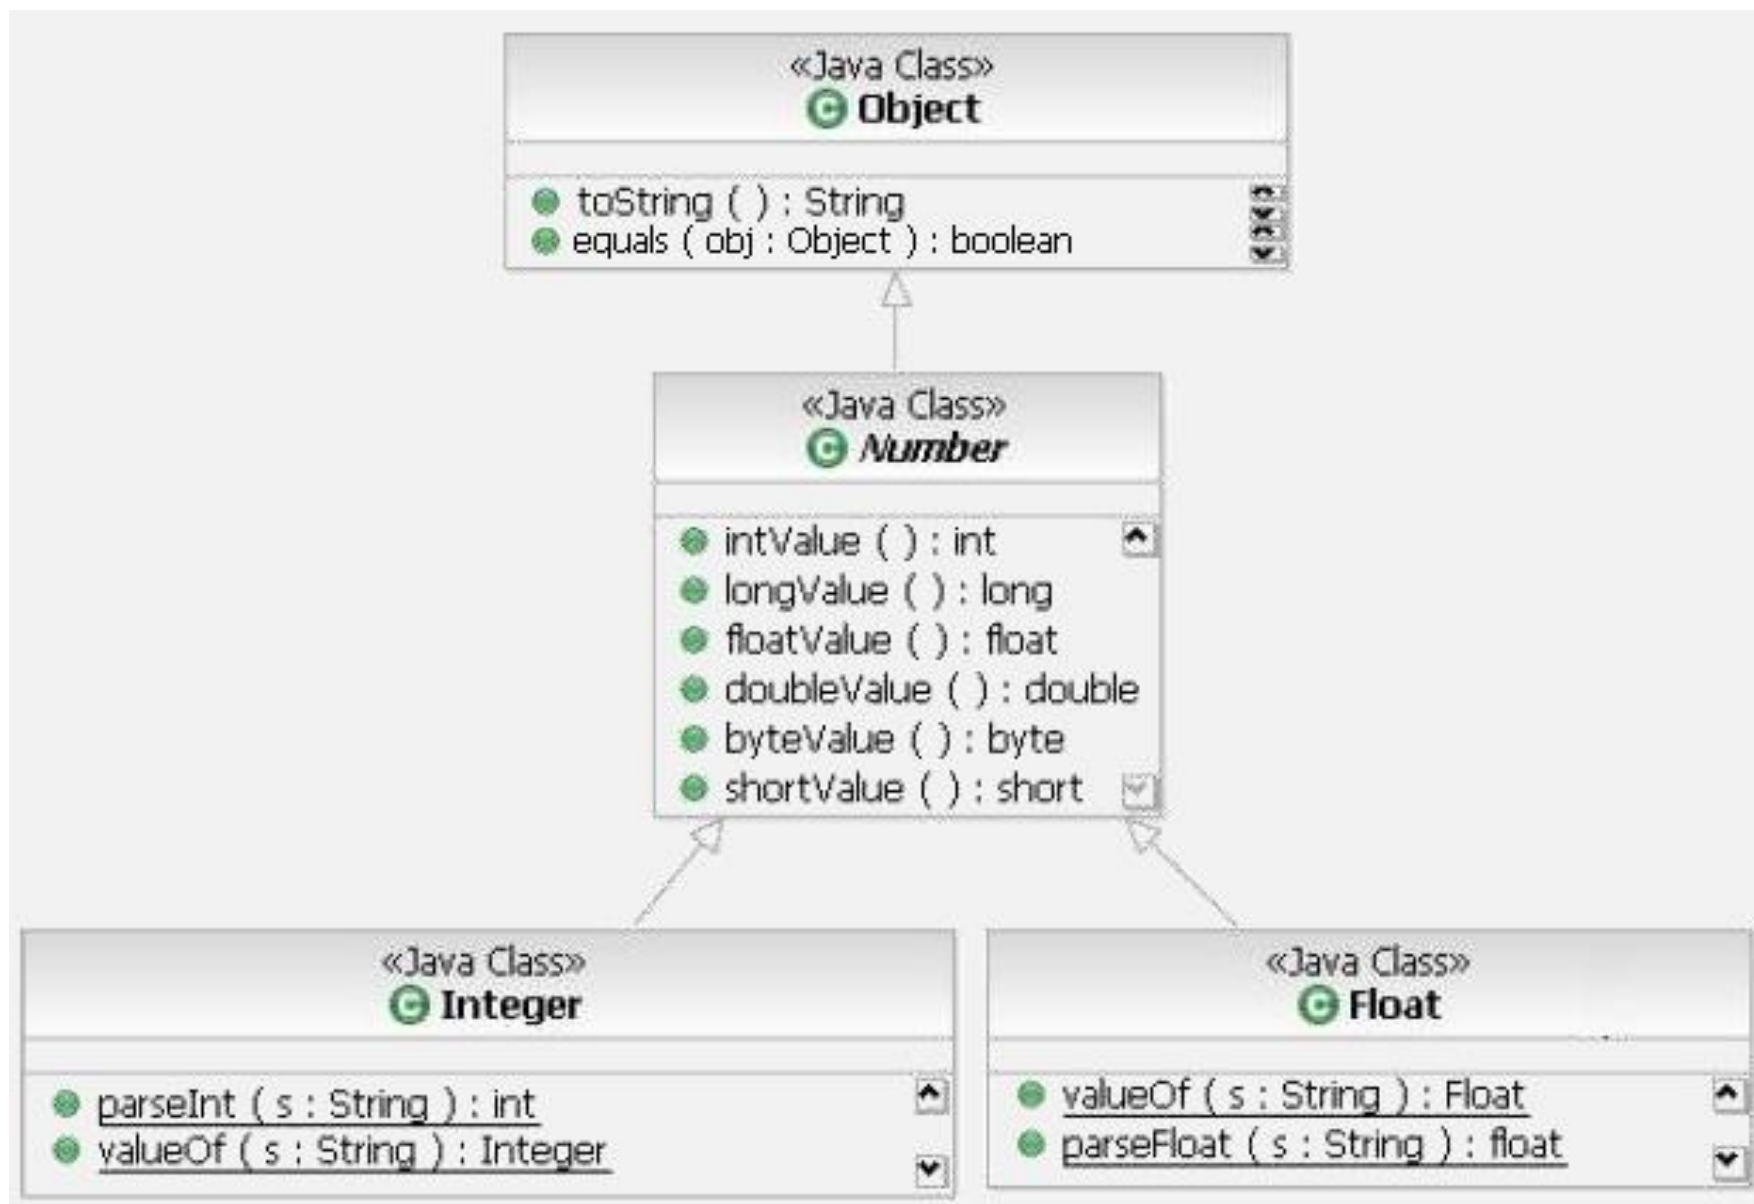 «Java Class»
Object
toString ( ) : String
equals ( obj : Object ) : boolean
«Java Class»
Number
intValue ( ) : int
longValue ( ) : long
floatValue ( ) : float
doubleValue ( ) : double
byteValue ( ) : byte
shortValue ( ) : short
«Java Class»
Integer
parseInt ( s : String ) : int
valueOf ( s : String ) : Integer
«Java Class»
Float
valueOf ( s : String ) : Float
parseFloat ( s : String ) : float